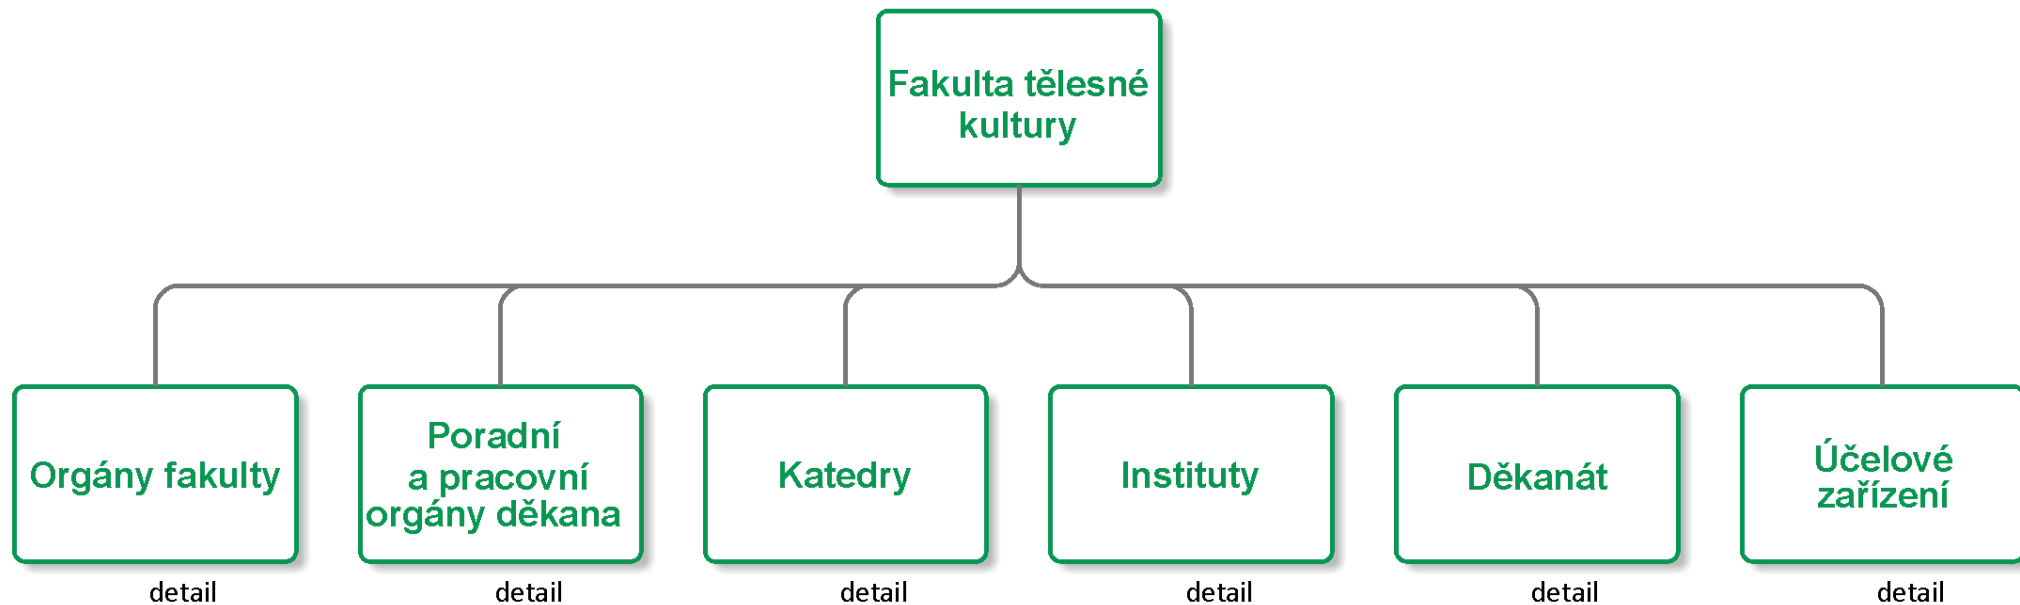 Fakulta tělesné
kultury
Orgány fakulty
Poradní
a pracovní
orgány děkana
Katedry
Instituty
Děkanát
Účelové
zařízení
detail
detail
detail
detail
detail
detail